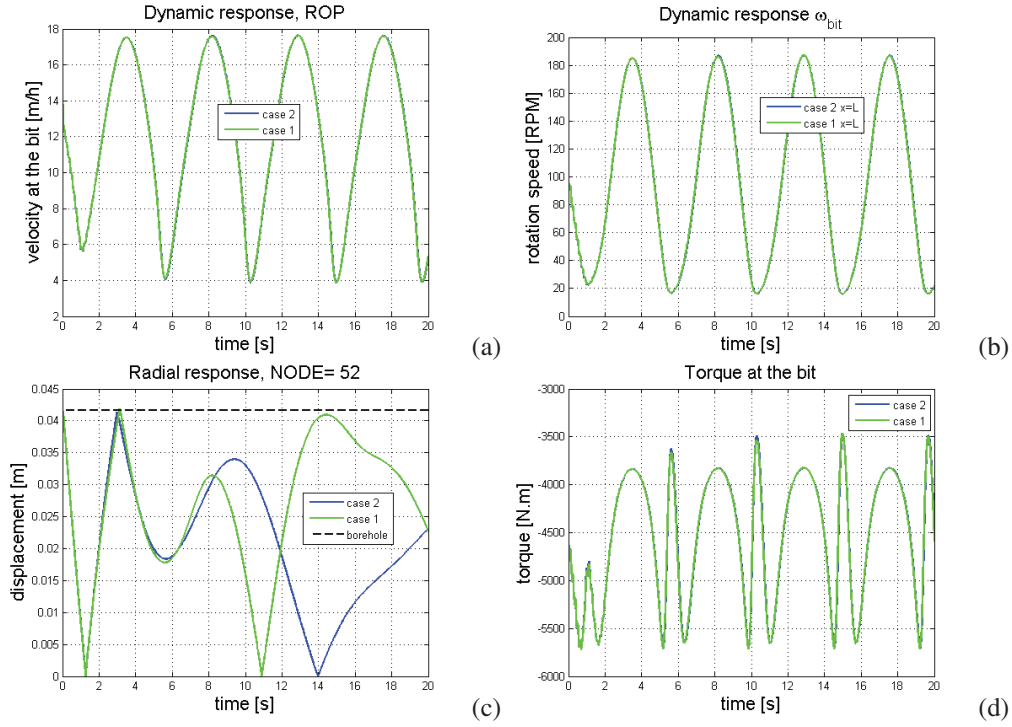 Dynamic response, ROP
18
16
14
12
10
8
6
4
2
velocity at the bit [m/h]
case 2
case 1
0 2 4 6 8 10 12 14 16 18 20
time [s]
(a)
Dynamic response ωbit
200
180
160
140
120
100
80
60
40
20
0
rotation speed [RPM]
case 2 x=L
case 1 x=L
0 2 4 6 8 10 12 14 16 18 20
time [s]
(b)
Radial response, NODE= 52
0.045
0.04
0.035
0.03
0.025
0.02
0.015
0.01
0.005
0
displacement [m]
case 2
case 1
borehole
0 2 4 6 8 10 12 14 16 18 20
time [s]
(c)
Torque at the bit
-3000
-3500
-4000
-4500
-5000
-5500
-6000
torque [N.m]
case 2
case 1
0 2 4 6 8 10 12 14 16 18 20
time [s]
(d)